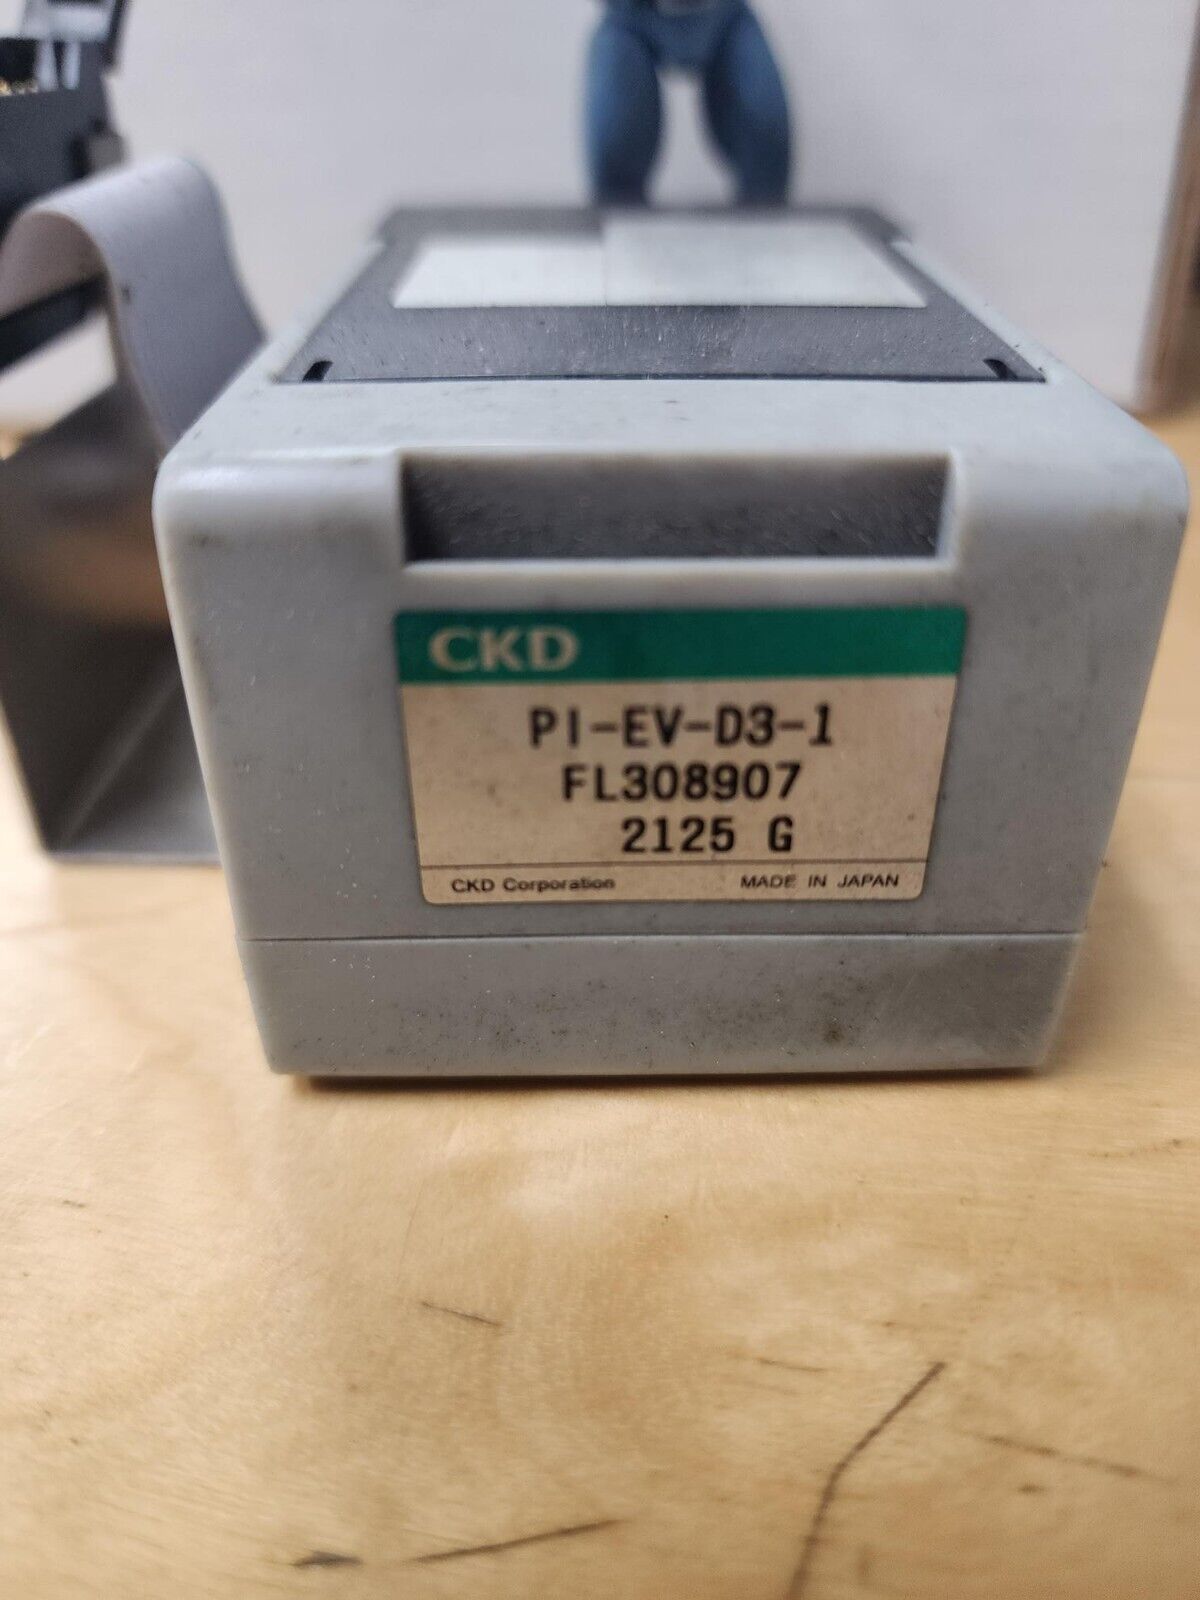 CKD
PI-EV-D3-1
FL308907
2125 G
CKD Corporation MADE IN JAPAN